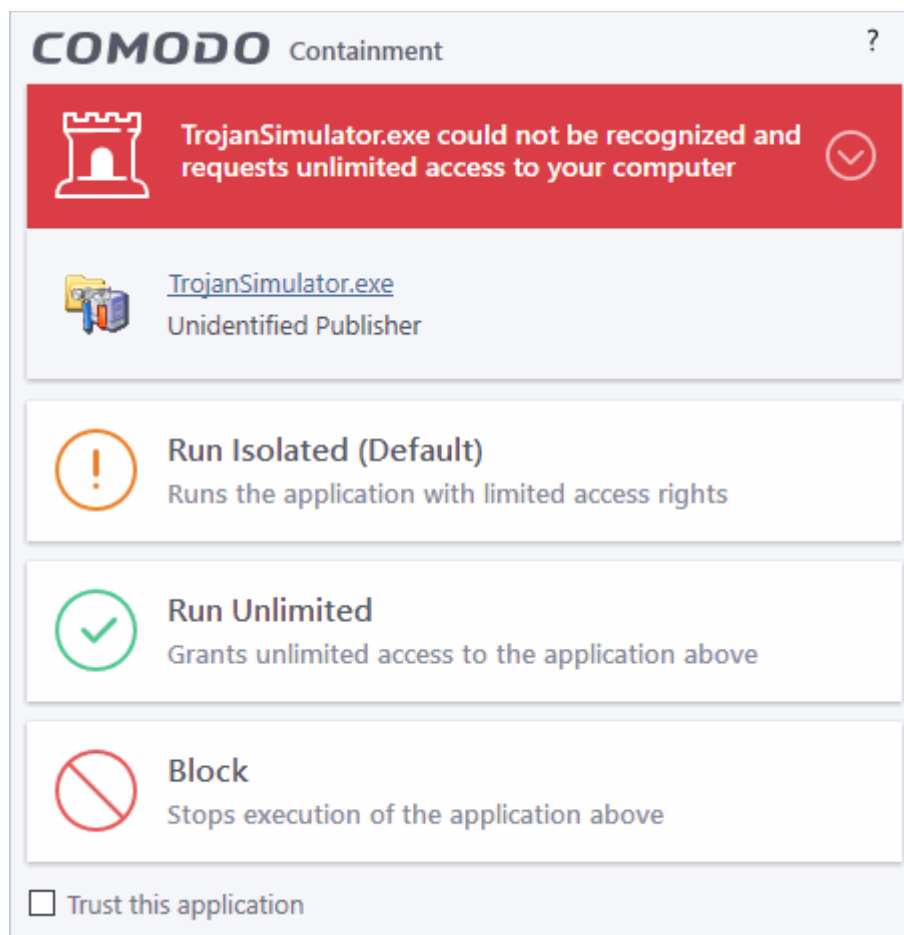 COMODO Containment ?
TrojanSimulator.exe could not be recognized and
requests unlimited access to your computer
TrojanSimulator.exe
Unidentified Publisher
Run Isolated (Default)
Runs the application with limited access rights
Run Unlimited
Grants unlimited access to the application above
Block
Stops execution of the application above
Trust this application